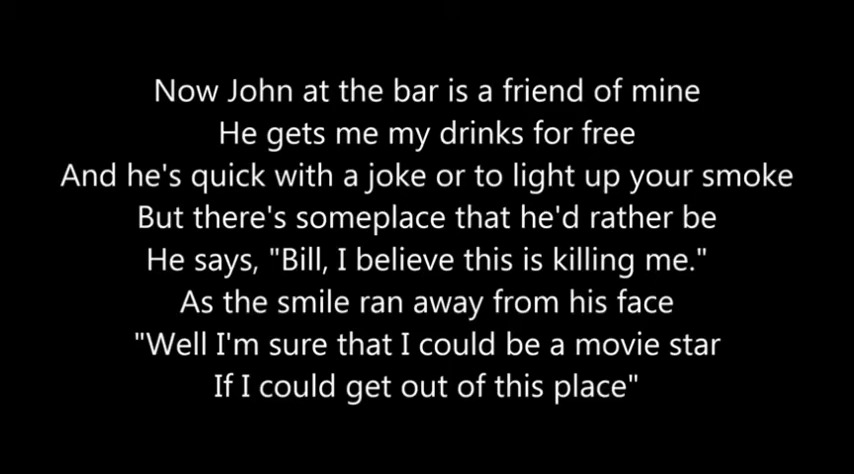 Now John at the bar is a friend of mine
He gets me my drinks for free
And he's quick with a joke or to light up your smoke
But there's someplace that he'd rather be
He says, "Bill, I believe this is killing me."
As the smile ran away from his face
"Well I'm sure that I could be a movie star
If I could get out of this place"